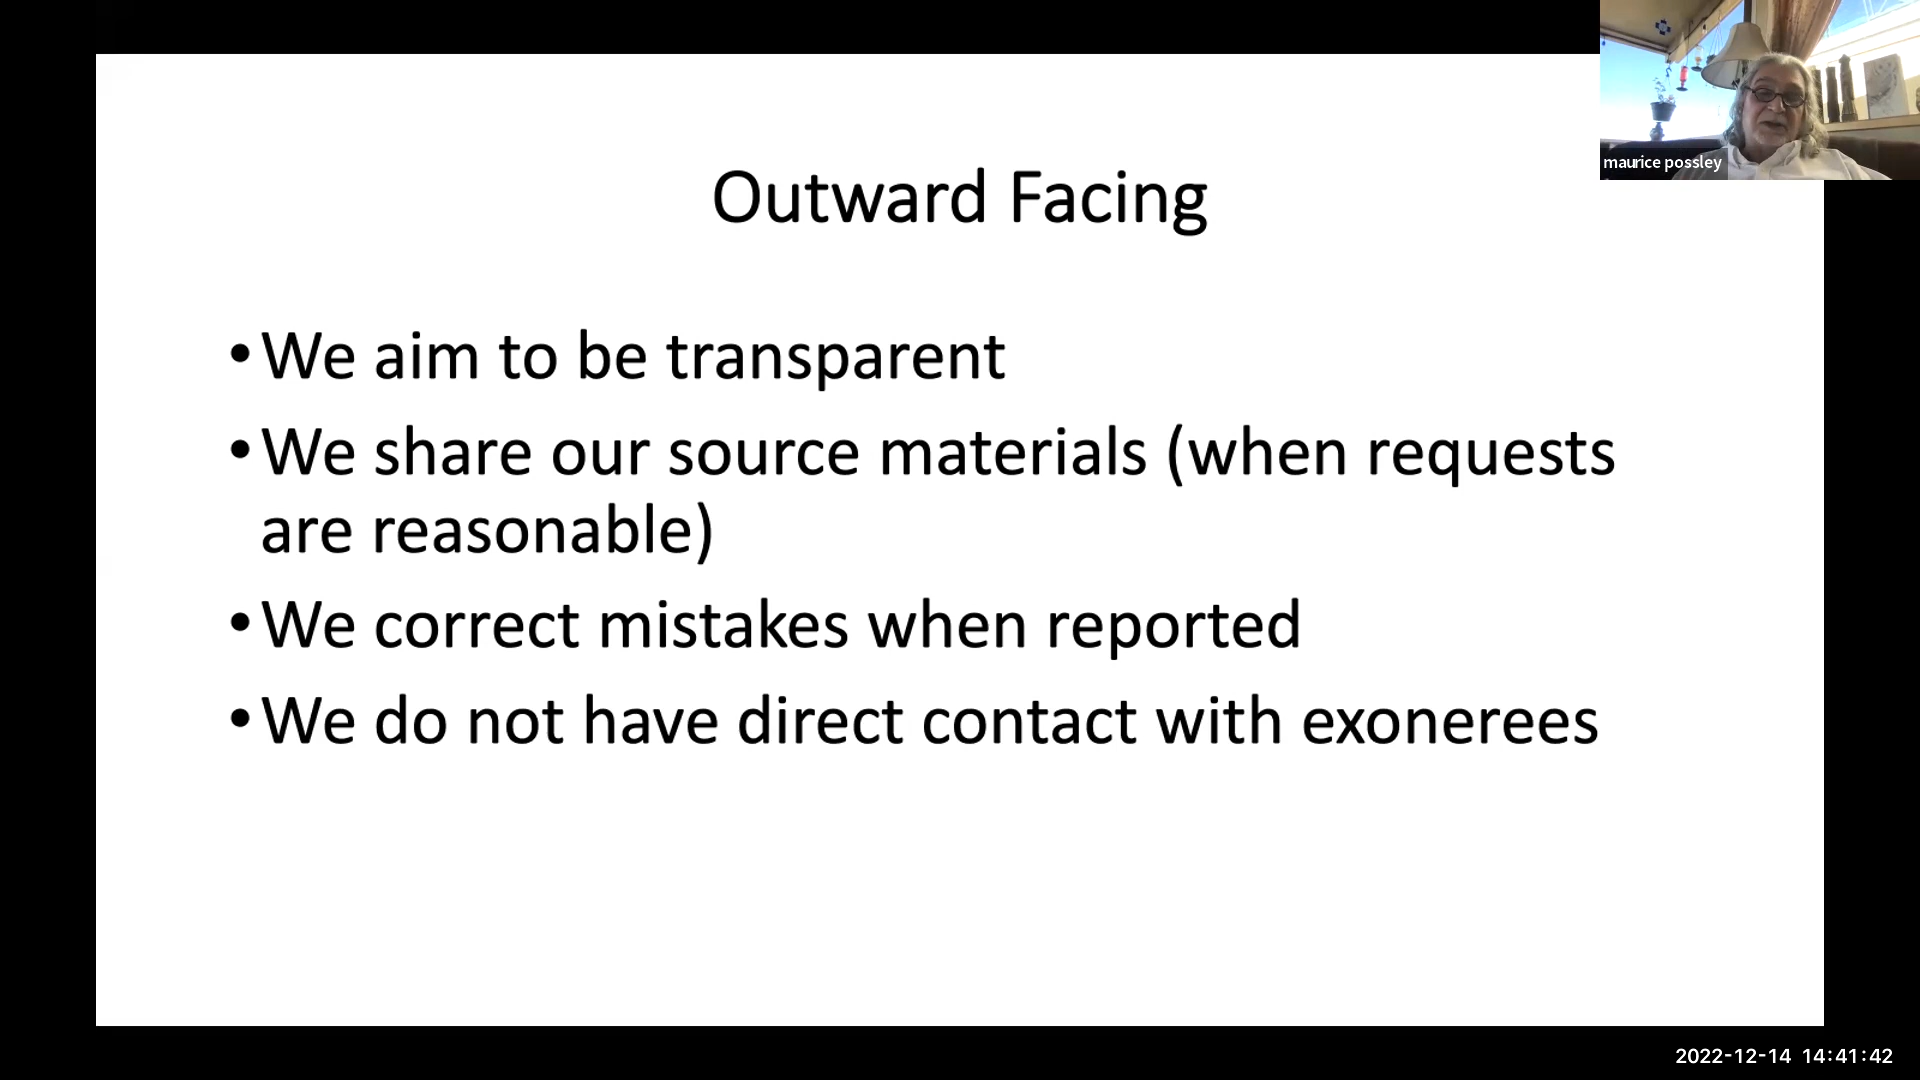 maurice possley
Outward Facing
•We aim to be transparent
•We share our source materials (when requests
are reasonable)
•We correct mistakes when reported
•We do not have direct contact with exonerees
2022-12-14 14:41:42